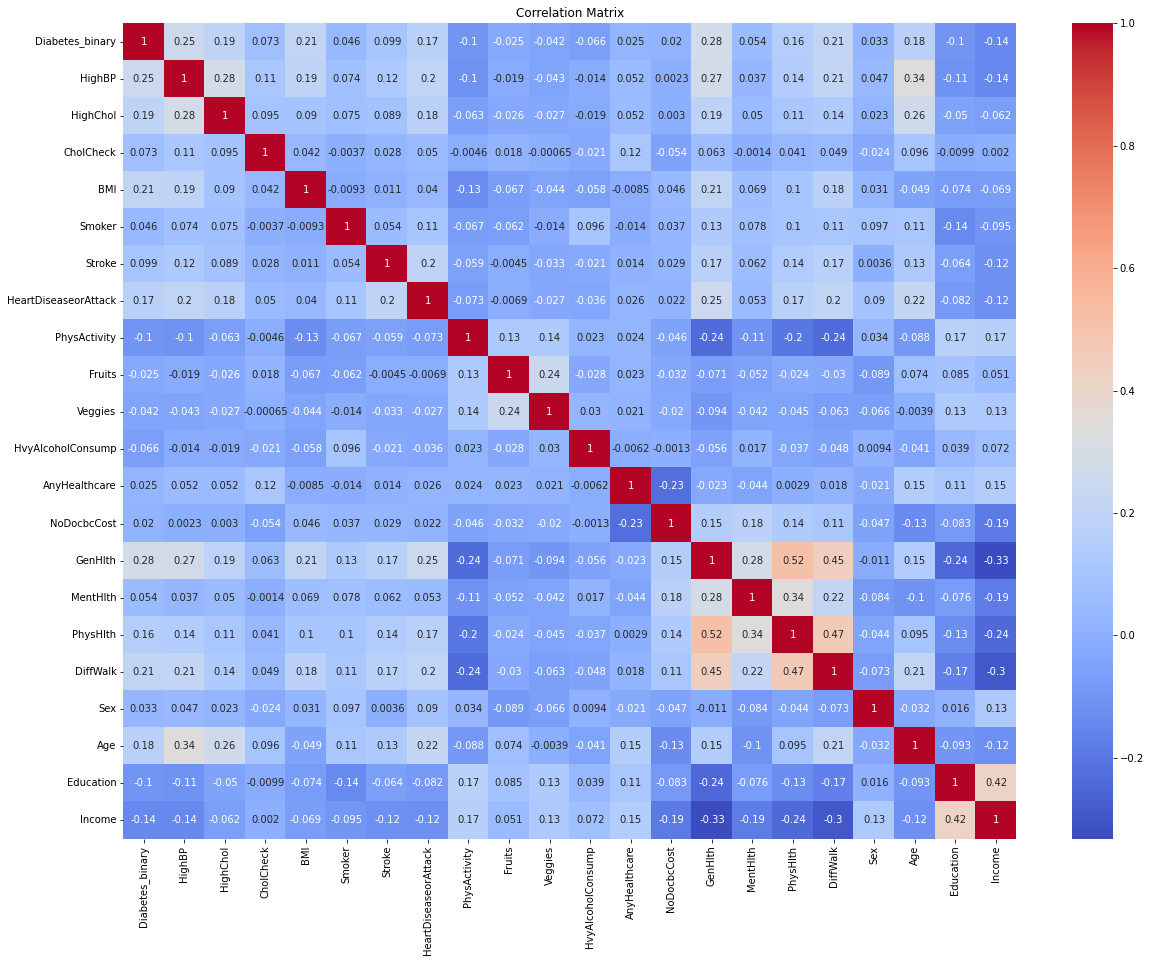 Correlation Matrix
Diabetes_binary 1 0.25 0.19 0.073 0.21 0.046 0.099 0.17 -0.1 -0.025 -0.042 -0.066 0.025 0.02 0.28 0.054 0.16 0.21 0.033 0.18 -0.1 -0.14
HighBP 0.25 1 0.28 0.11 0.19 0.074 0.12 0.2 -0.1 -0.019 -0.043 -0.014 0.052 0.0023 0.27 0.037 0.14 0.21 0.047 0.34 -0.11 -0.14
HighChol 0.19 0.28 1 0.095 0.09 0.075 0.089 0.18 -0.063 -0.026 -0.027 -0.019 0.052 0.003 0.19 0.05 0.11 0.14 0.023 0.26 -0.05 -0.062
CholCheck 0.073 0.11 0.095 1 0.042 -0.0037 0.028 0.05 -0.0046 0.018 -0.00065 -0.021 0.12 -0.054 0.063 -0.0014 0.041 0.049 -0.024 0.096 -0.0099 0.002
BMI 0.21 0.19 0.09 0.042 1 -0.0093 0.011 0.04 -0.13 -0.067 -0.044 -0.058 -0.0085 0.046 0.21 0.069 0.1 0.18 0.031 -0.049 -0.074 -0.069
Smoker 0.046 0.074 0.075 -0.0037 -0.0093 1 0.054 0.11 -0.067 -0.062 -0.014 0.096 -0.014 0.037 0.13 0.078 0.1 0.11 0.097 0.11 -0.14 -0.095
Stroke 0.099 0.12 0.089 0.028 0.011 0.054 1 0.2 -0.059 -0.0045 -0.033 -0.021 0.014 0.029 0.17 0.062 0.14 0.17 0.0036 0.13 -0.064 -0.12
HeartDiseaseorAttack 0.17 0.2 0.18 0.05 0.04 0.11 0.2 1 -0.073 -0.0069 -0.027 -0.036 0.026 0.022 0.25 0.053 0.17 0.2 0.09 0.22 -0.082 -0.12
PhysActivity -0.1 -0.1 -0.063 -0.0046 -0.13 -0.067 -0.059 -0.073 1 0.13 0.14 0.023 0.024 -0.046 -0.24 -0.11 -0.2 -0.24 0.034 -0.088 0.17 0.17
Fruits -0.025 -0.019 -0.026 0.018 -0.067 -0.062 -0.0045 -0.0069 0.13 1 0.24 -0.028 0.023 -0.032 -0.071 -0.052 -0.024 -0.03 -0.089 0.074 0.085 0.051
Veggies -0.042 -0.043 -0.027 -0.00065 -0.044 -0.014 -0.033 -0.027 0.14 0.24 1 0.03 0.021 -0.02 -0.094 -0.042 -0.045 -0.063 -0.066 -0.0039 0.13 0.13
HvyAlcoholConsump -0.066 -0.014 -0.019 -0.021 -0.058 0.096 -0.021 -0.036 0.023 -0.028 0.03 1 -0.0062 -0.0013 -0.056 0.017 -0.037 -0.048 0.0094 -0.041 0.039 0.072
AnyHealthcare 0.025 0.052 0.052 0.12 -0.0085 -0.014 0.014 0.026 0.024 0.023 0.021 -0.0062 1 -0.23 -0.023 -0.044 0.0029 0.018 -0.021 0.15 0.11 0.15
NoDocbcCost 0.02 0.0023 0.003 -0.054 0.046 0.037 0.029 0.022 -0.046 -0.032 -0.02 -0.0013 -0.23 1 0.15 0.18 0.14 0.11 -0.047 -0.13 -0.083 -0.19
GenHlth 0.28 0.27 0.19 0.063 0.21 0.13 0.17 0.25 -0.24 -0.071 -0.094 -0.056 -0.023 0.15 1 0.28 0.52 0.45 -0.011 0.15 -0.24 -0.33
MentHlth 0.054 0.037 0.05 -0.0014 0.069 0.078 0.062 0.053 -0.11 -0.052 -0.042 0.017 -0.044 0.18 0.28 1 0.34 0.22 -0.084 -0.1 -0.076 -0.19
PhysHlth 0.16 0.14 0.11 0.041 0.1 0.1 0.14 0.17 -0.2 -0.024 -0.045 -0.037 0.0029 0.14 0.52 0.34 1 0.47 -0.044 0.095 -0.13 -0.24
DiffWalk 0.21 0.21 0.14 0.049 0.18 0.11 0.17 0.2 -0.24 -0.03 -0.063 -0.048 0.018 0.11 0.45 0.22 0.47 1 -0.073 0.21 -0.17 -0.3
Sex 0.033 0.047 0.023 -0.024 0.031 0.097 0.0036 0.09 0.034 -0.089 -0.066 0.0094 -0.021 -0.047 -0.011 -0.084 -0.044 -0.073 1 -0.032 0.016 0.13
Age 0.18 0.34 0.26 0.096 -0.049 0.11 0.13 0.22 -0.088 0.074 -0.0039 -0.041 0.15 -0.13 0.15 -0.1 0.095 0.21 -0.032 1 -0.093 -0.12
Education -0.1 -0.11 -0.05 -0.0099 -0.074 -0.14 -0.064 -0.082 0.17 0.085 0.13 0.039 0.11 -0.083 -0.24 -0.076 -0.13 -0.17 0.016 -0.093 1 0.42
Income -0.14 -0.14 -0.062 0.002 -0.069 -0.095 -0.12 -0.12 0.17 0.051 0.13 0.072 0.15 -0.19 -0.33 -0.19 -0.24 -0.3 0.13 -0.12 0.42 1
Diabetes_binary
HighBP
HighChol
CholCheck
BMI
Smoker
Stroke
HeartDiseaseorAttack
PhysActivity
Fruits
Veggies
HvyAlcoholConsump
AnyHealthcare
NoDocbcCost
GenHlth
MentHlth
PhysHlth
DiffWalk
Sex
Age
Education
Income
1.0
0.8
0.6
0.4
0.2
0.0
-0.2